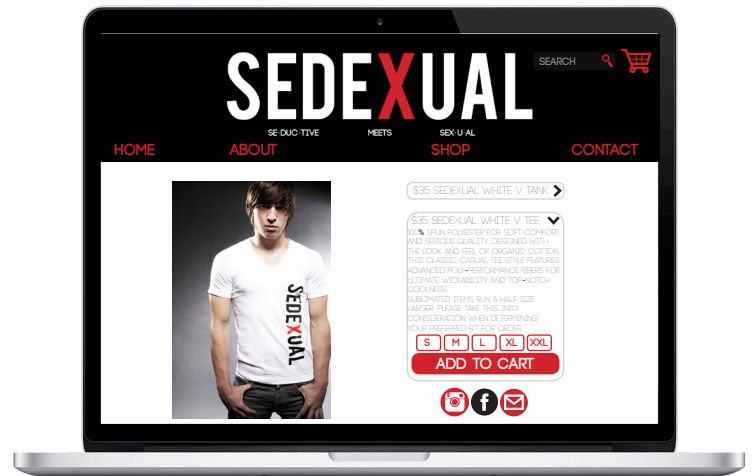 SEDEXUAL
SEARCH
SE·DUC·TIVE MEETS SEX·U·AL
HOME ABOUT SHOP CONTACT
$35 SEDEXUAL WHITE V TANK
$35 SEDEXUAL WHITE V TEE
100% SPUN POLYESTER FOR SOFT COMFORT
AND SERIOUS QUALITY. DESIGNED WITH
THE LOOK AND FEEL OF ORGANIC COTTON,
THIS CLASSIC, CASUAL TEE STYLE FEATURES
ADVANCED POLY-PERFORMANCE FIBERS FOR
ULTIMATE WICKABILITY AND TOP-NOTCH
COOLNESS.
SUBLIMATED ITEMS RUN A HALF SIZE
LARGER. PLEASE TAKE THIS INTO
CONSIDERATION WHEN DETERMINING
YOUR PREFERRED FIT FOR ORDER.
S M L XL XXL
ADD TO CART
SEDEXUAL